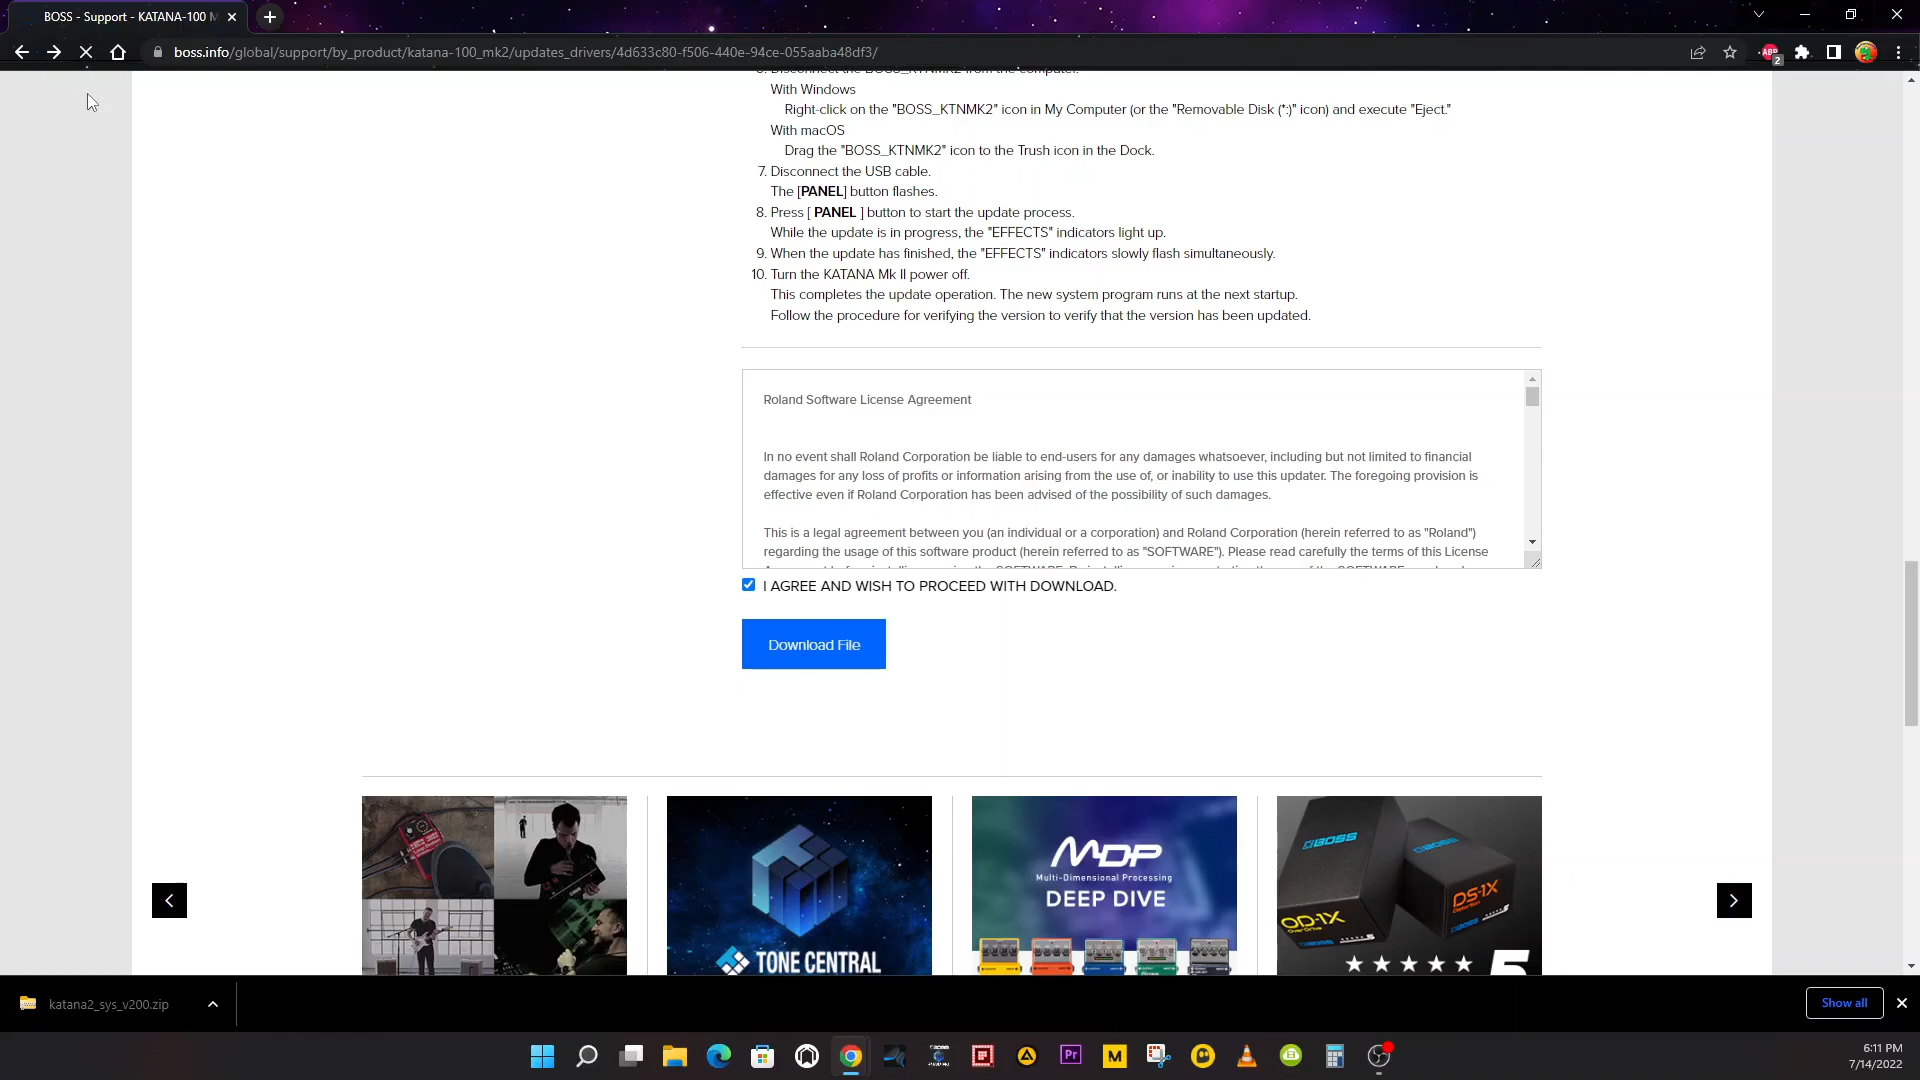 BOSS - Support - KATANA-100 M
boss.info/global/support/by_product/katana-100_mk2/updates_drivers/4d633c80-f506-440e-94ce-055aaba48df3/
ABP
2
Disconnect the BOSS_KTNMK2 from the computer.
With Windows
Right-click on the "BOSS_KTNMK2" icon in My Computer (or the "Removable Disk (*:)" icon) and execute "Eject."
With macOS
Drag the "BOSS_KTNMK2" icon to the Trush icon in the Dock.
7. Disconnect the USB cable.
The [PANEL] button flashes.
8. Press [ PANEL ] button to start the update process.
While the update is in progress, the "EFFECTS" indicators light up.
9. When the update has finished, the "EFFECTS" indicators slowly flash simultaneously.
10. Turn the KATANA Mk II power off.
This completes the update operation. The new system program runs at the next startup.
Follow the procedure for verifying the version to verify that the version has been updated.
Roland Software License Agreement
In no event shall Roland Corporation be liable to end-users for any damages whatsoever, including but not limited to financial
damages for any loss of profits or information arising from the use of, or inability to use this updater. The foregoing provision is
effective even if Roland Corporation has been advised of the possibility of such damages.
This is a legal agreement between you (an individual or a corporation) and Roland Corporation (herein referred to as "Roland")
regarding the usage of this software product (herein referred to as "SOFTWARE"). Please read carefully the terms of this License
I AGREE AND WISH TO PROCEED WITH DOWNLOAD.
Download File
TONE CENTRAL
MDP
Multi-Dimensional Processing
DEEP DIVE
BOSS
BOSS
OD-1X
OverDrive
DS-1X
Distortion
5
katana2_sys_v200.zip
Show all
Pr
M
6:11 PM
7/14/2022